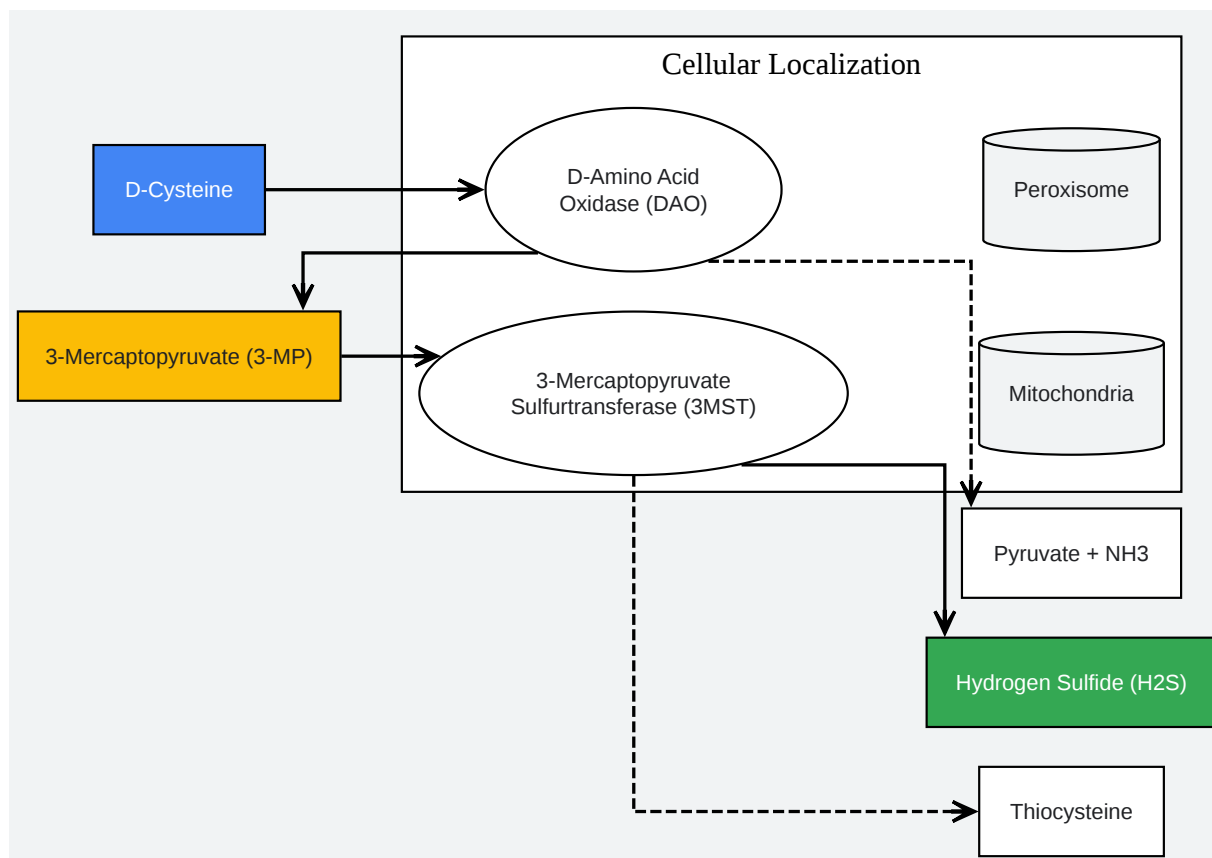 Cellular Localization
D-Cysteine
D-Amino Acid
Oxidase (DAO)
Peroxisome
3-Mercaptopyruvate (3-MP)
3-Mercaptopyruvate
Sulfurtransferase (3MST)
Mitochondria
Pyruvate + NH3
Hydrogen Sulfide (H2S)
Thiocysteine